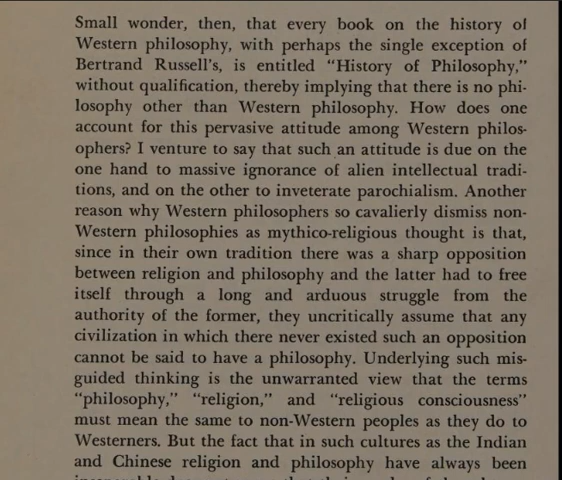 Small wonder, then, that every book on the history of
Western philosophy, with perhaps the single exception of
Bertrand Russell's, is entitled "History of Philosophy,"
without qualification, thereby implying that there is no phi-
losophy other than Western philosophy. How does one
account for this pervasive attitude among Western philos-
ophers? I venture to say that such an attitude is due on the
one hand to massive ignorance of alien intellectual tradi-
tions, and on the other to inveterate parochialism. Another
reason why Western philosophers so cavalierly dismiss non-
Western philosophies as mythico-religious thought is that,
since in their own tradition there was a sharp opposition
between religion and philosophy and the latter had to free
itself through a long and arduous struggle from the
authority of the former, they uncritically assume that any
civilization in which there never existed such an opposition
cannot be said to have a philosophy. Underlying such mis-
guided thinking is the unwarranted view that the terms
"philosophy," "religion," and "religious consciousness"
must mean the same to non-Western peoples as they do to
Westerners. But the fact that in such cultures as the Indian
and Chinese religion and philosophy have always been